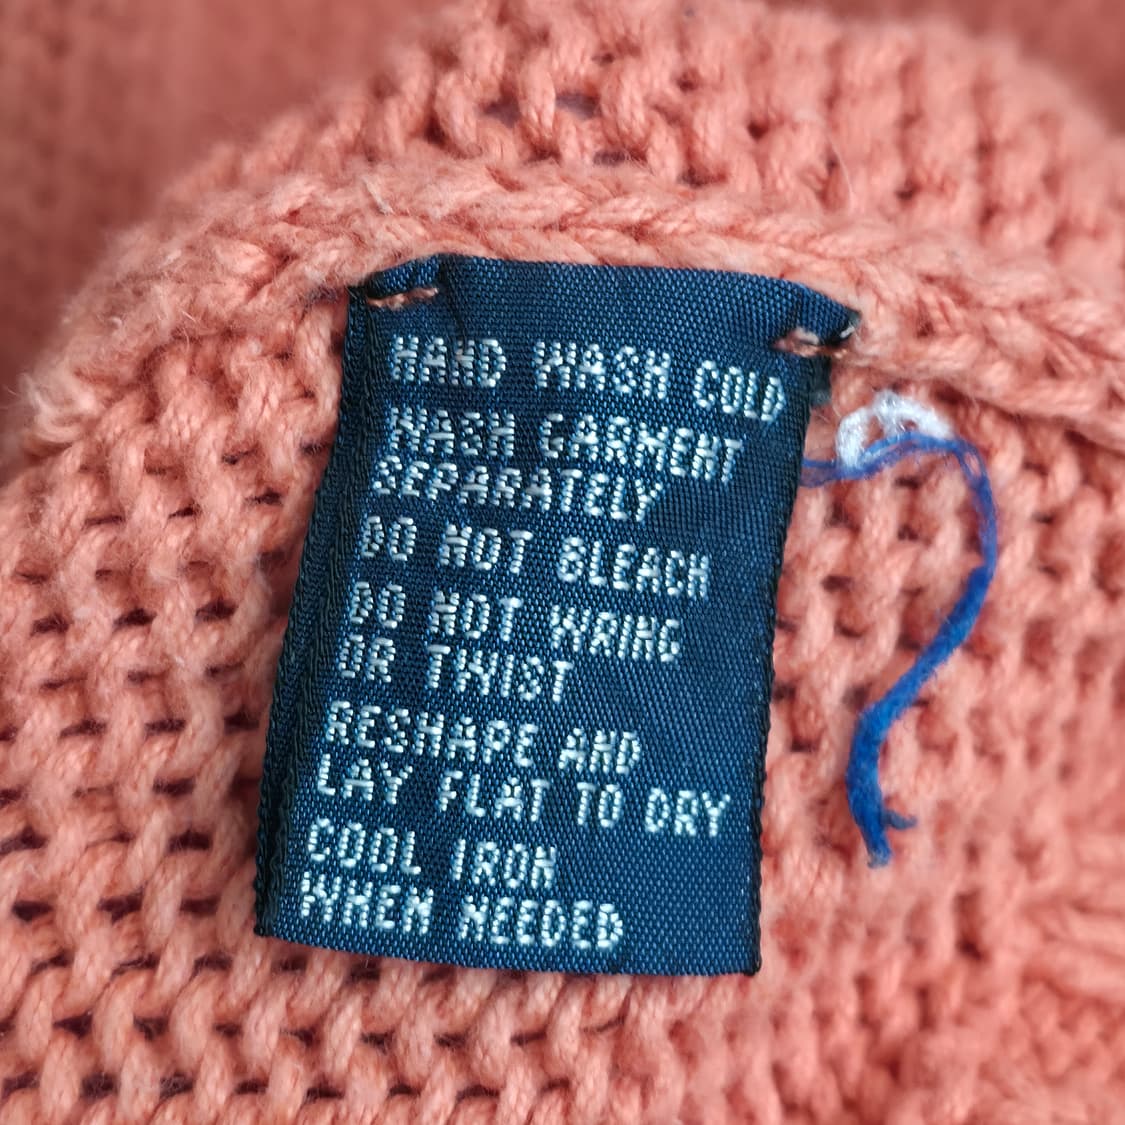 HAND WASH COLD
WASH GARMENT
SEPARATELY
DO NOT BLEACH
DO NOT WRING
OR TWIST
RESHAPE AND
LAY FLAT TO DRY
COOL IRON
WHEN NEEDED